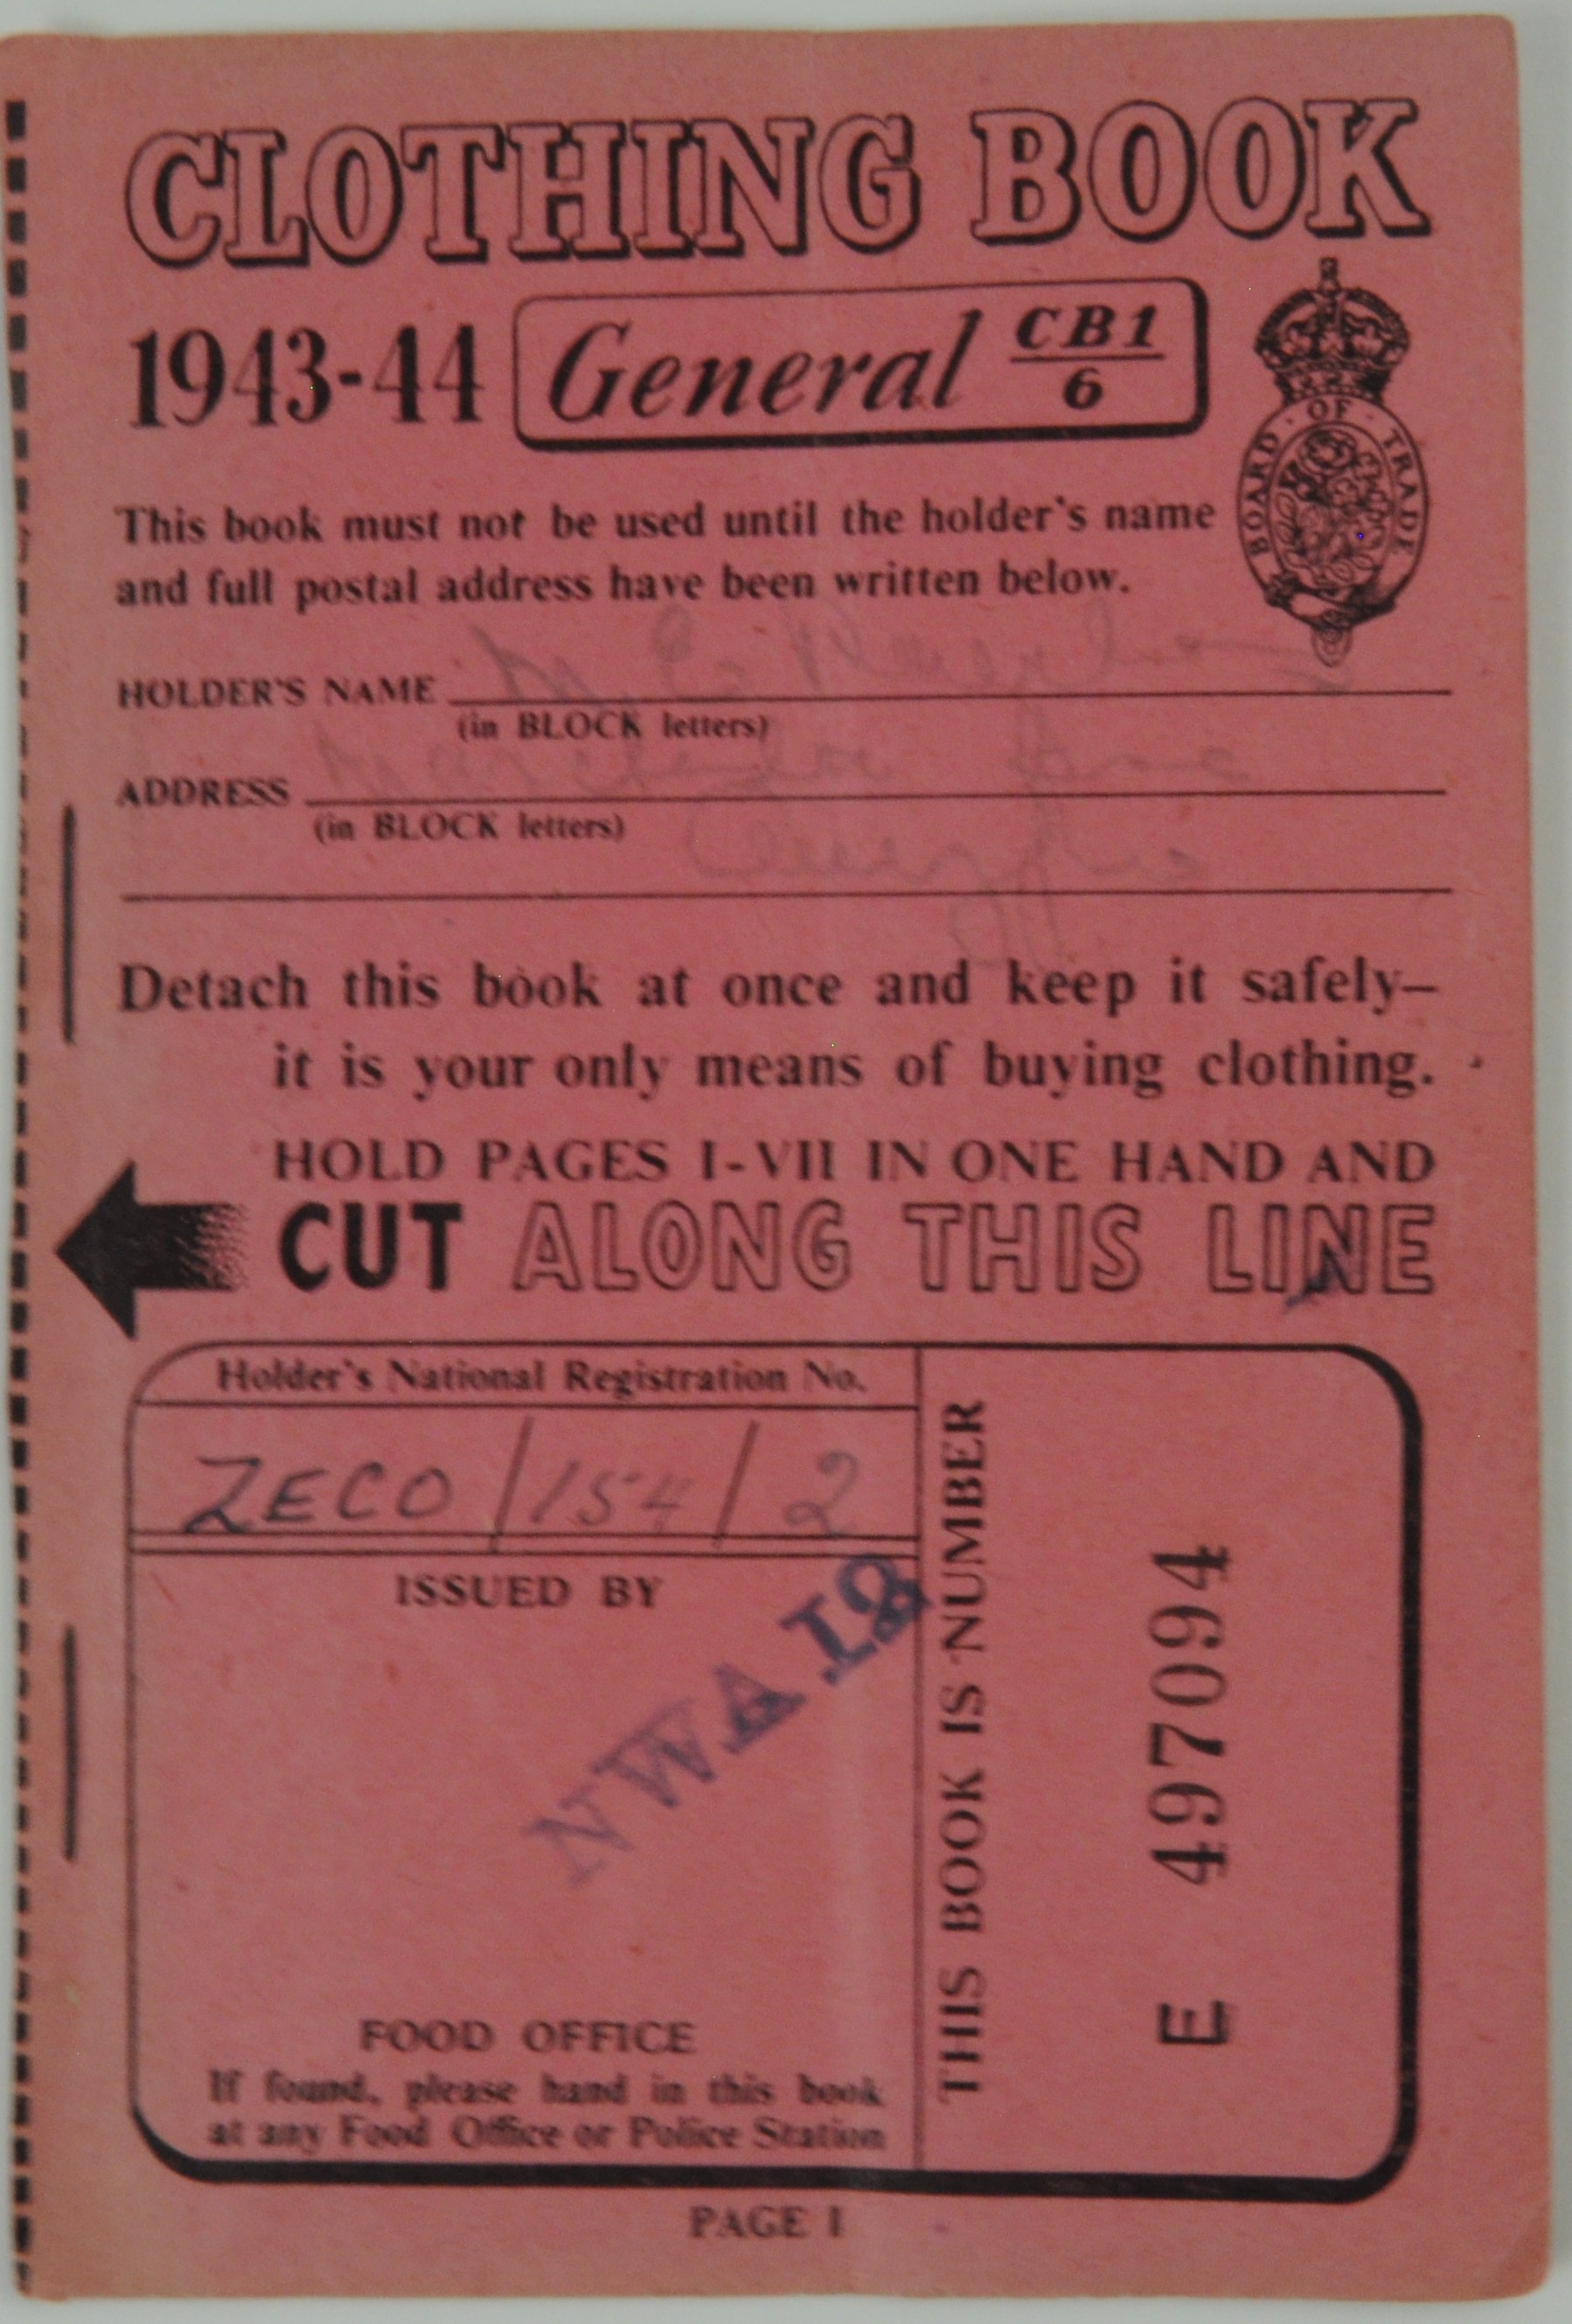 CLOTHING BOOK
1943-44 General CB1
6
BOARD · OF · TRADE
This book must not be used until the holder's name
and full postal address have been written below.
HOLDER'S NAME
(in BLOCK letters)
ADDRESS
(in BLOCK letters)
Detach this book at once and keep it safely–
it is your only means of buying clothing.
HOLD PAGES I-VII IN ONE HAND AND
CUT ALONG THIS LINE
Holder's National Registration No.
ZECO/154/2
ISSUED BY
NWA 18
FOOD OFFICE
If found, please hand in this book
at any Food Office or Police Station
THIS BOOK IS NUMBER
E 497094
PAGE I